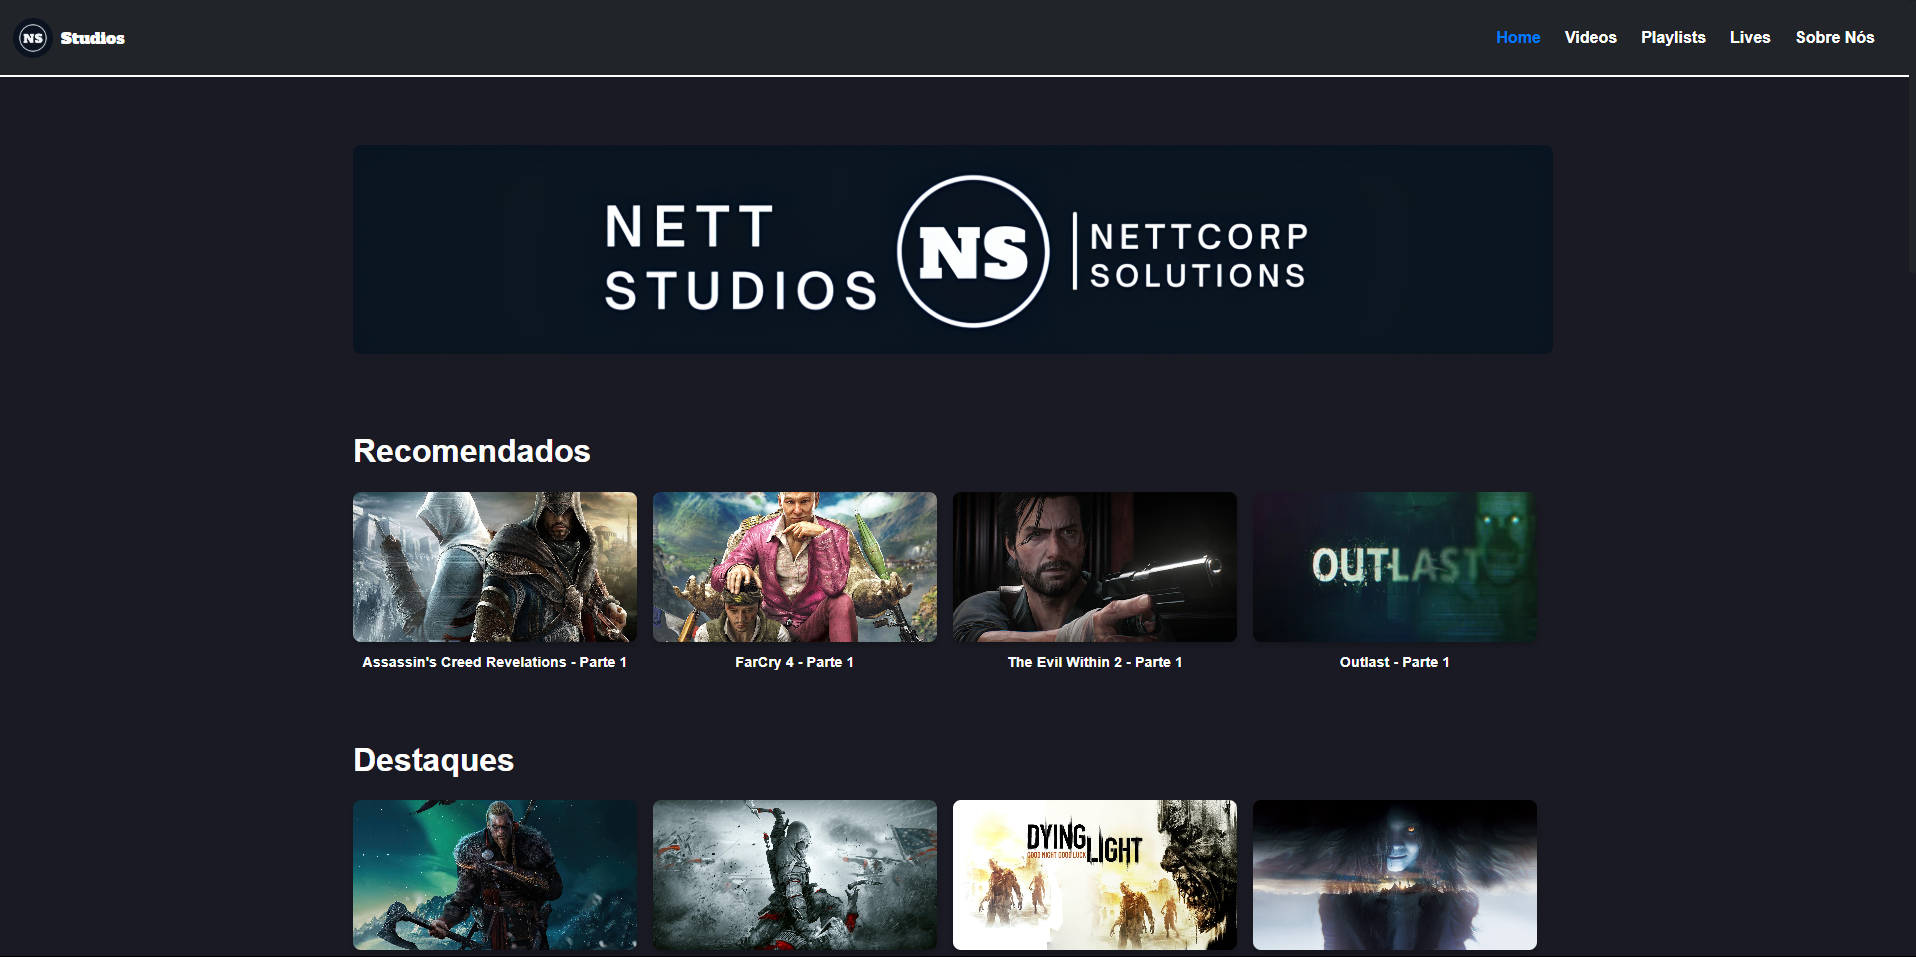 NS Studios
Home Videos Playlists Lives Sobre Nós
NETT
STUDIOS
NS
NETTCORP
SOLUTIONS
Recomendados
OUTLAST
Assassin's Creed Revelations - Parte 1
FarCry 4 - Parte 1
The Evil Within 2 - Parte 1
Outlast - Parte 1
Destaques
DYING
LIGHT
GOOD NIGHT GOOD LUCK